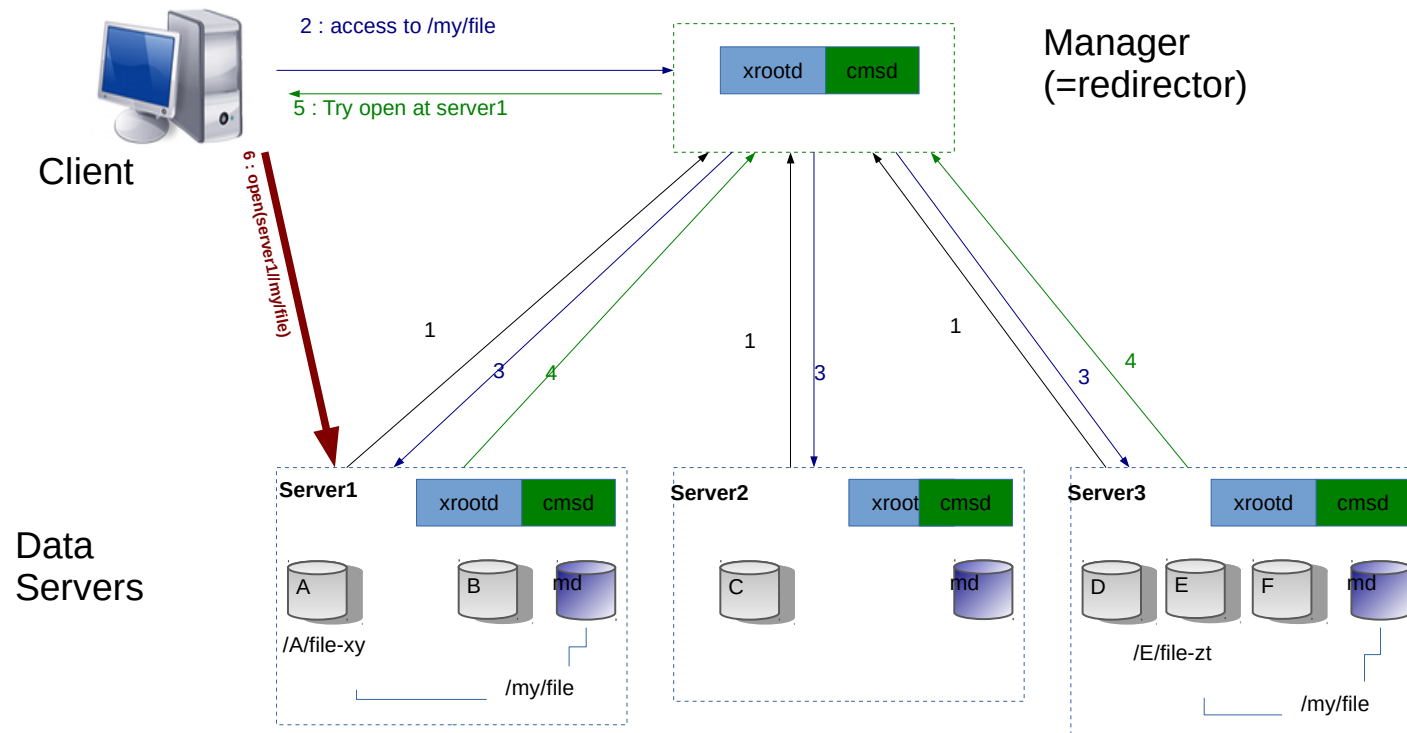 2 : access to /my/file
Manager
(=redirector)
xrootd cmsd
5 : Try open at server1
Client
6 : open(server1//my/file)
1
3
4
1
3
1
3
4
Data
Servers
Server1
xrootd cmsd
A
B
md
/A/file-xy
/my/file
Server2
xroot cmsd
C
md
Server3
xrootd cmsd
D
E
F
md
/E/file-zt
/my/file